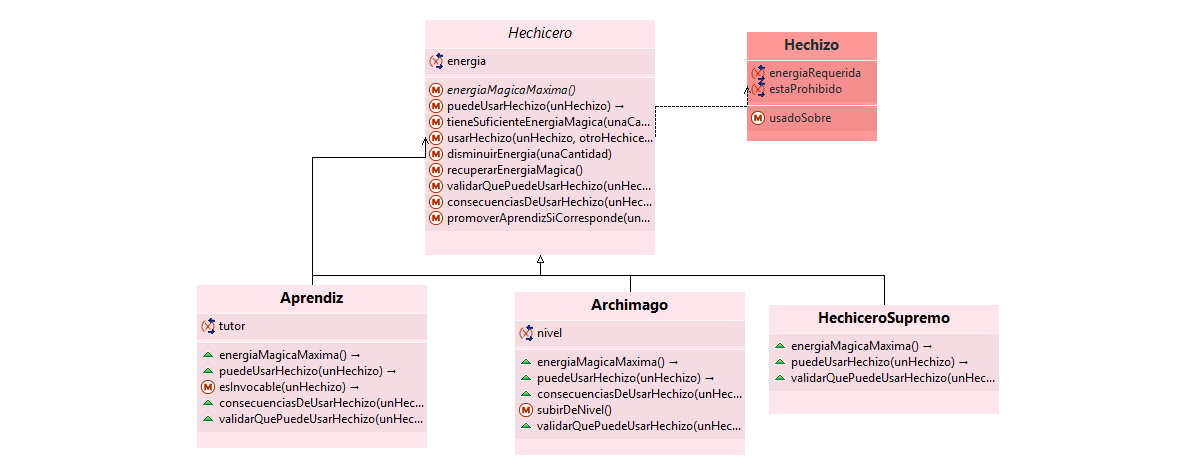 Hechicero
energia
energiaMagicaMaxima()
puedeUsarHechizo(unHechizo) →
tieneSuficienteEnergiaMagica(unaCa...
usarHechizo(unHechizo, otroHechice...
disminuirEnergia(unaCantidad)
recuperarEnergiaMagica()
validarQuePuedeUsarHechizo(unHec...
consecuenciasDeUsarHechizo(unHec...
promoverAprendizSiCorresponde(un...
Hechizo
energiaRequerida
estaProhibido
usadoSobre
Aprendiz
tutor
energiaMagicaMaxima() →
puedeUsarHechizo(unHechizo) →
esInvocable(unHechizo) →
consecuenciasDeUsarHechizo(unHec...
validarQuePuedeUsarHechizo(unHec...
Archimago
nivel
energiaMagicaMaxima() →
puedeUsarHechizo(unHechizo) →
consecuenciasDeUsarHechizo(unHec...
subirDeNivel()
validarQuePuedeUsarHechizo(unHec...
HechiceroSupremo
energiaMagicaMaxima() →
puedeUsarHechizo(unHechizo) →
validarQuePuedeUsarHechizo(unHec...